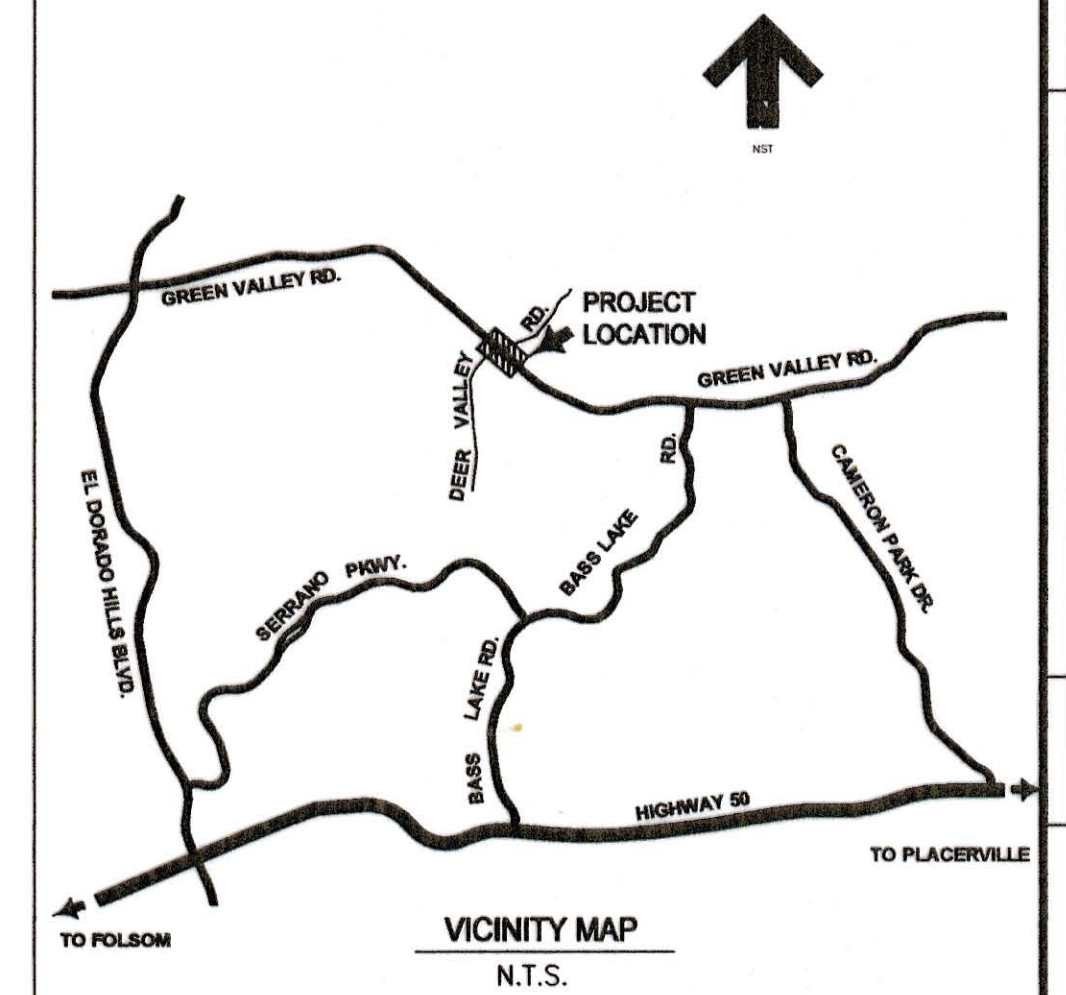 NST
GREEN VALLEY RD.
RD.
PROJECT
LOCATION
DEER VALLEY
GREEN VALLEY RD.
RD.
BASS LAKE
CAMERON PARK DR.
EL DORADO HILLS BLVD.
SERRANO PKWY.
BASS LAKE RD.
HIGHWAY 50
TO PLACERVILLE
TO FOLSOM
VICINITY MAP
N.T.S.